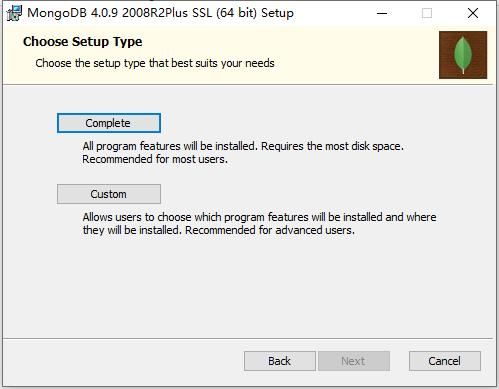 MongoDB 4.0.9 2008R2Plus SSL (64 bit) Setup
Choose Setup Type
Choose the setup type that best suits your needs
Complete
All program features will be installed. Requires the most disk space.
Recommended for most users.
Custom
Allows users to choose which program features will be installed and where
they will be installed. Recommended for advanced users.
Back
Next
Cancel